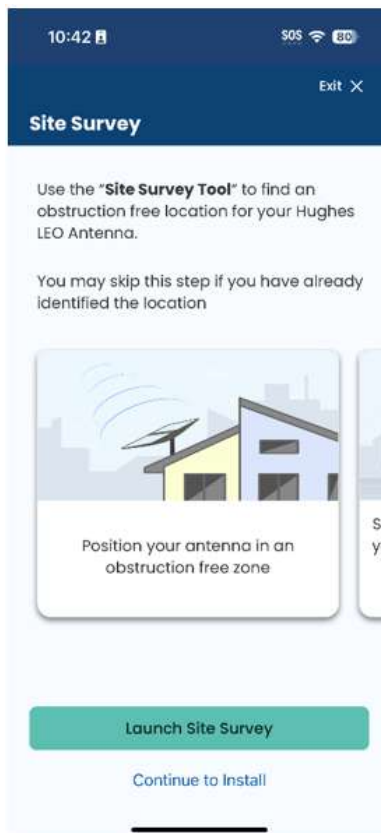 10:42
SOS 80
Exit ×
Site Survey
Use the “Site Survey Tool” to find an
obstruction free location for your Hughes
LEO Antenna.
You may skip this step if you have already
identified the location
Position your antenna in an
obstruction free zone
S
y
Launch Site Survey
Continue to Install